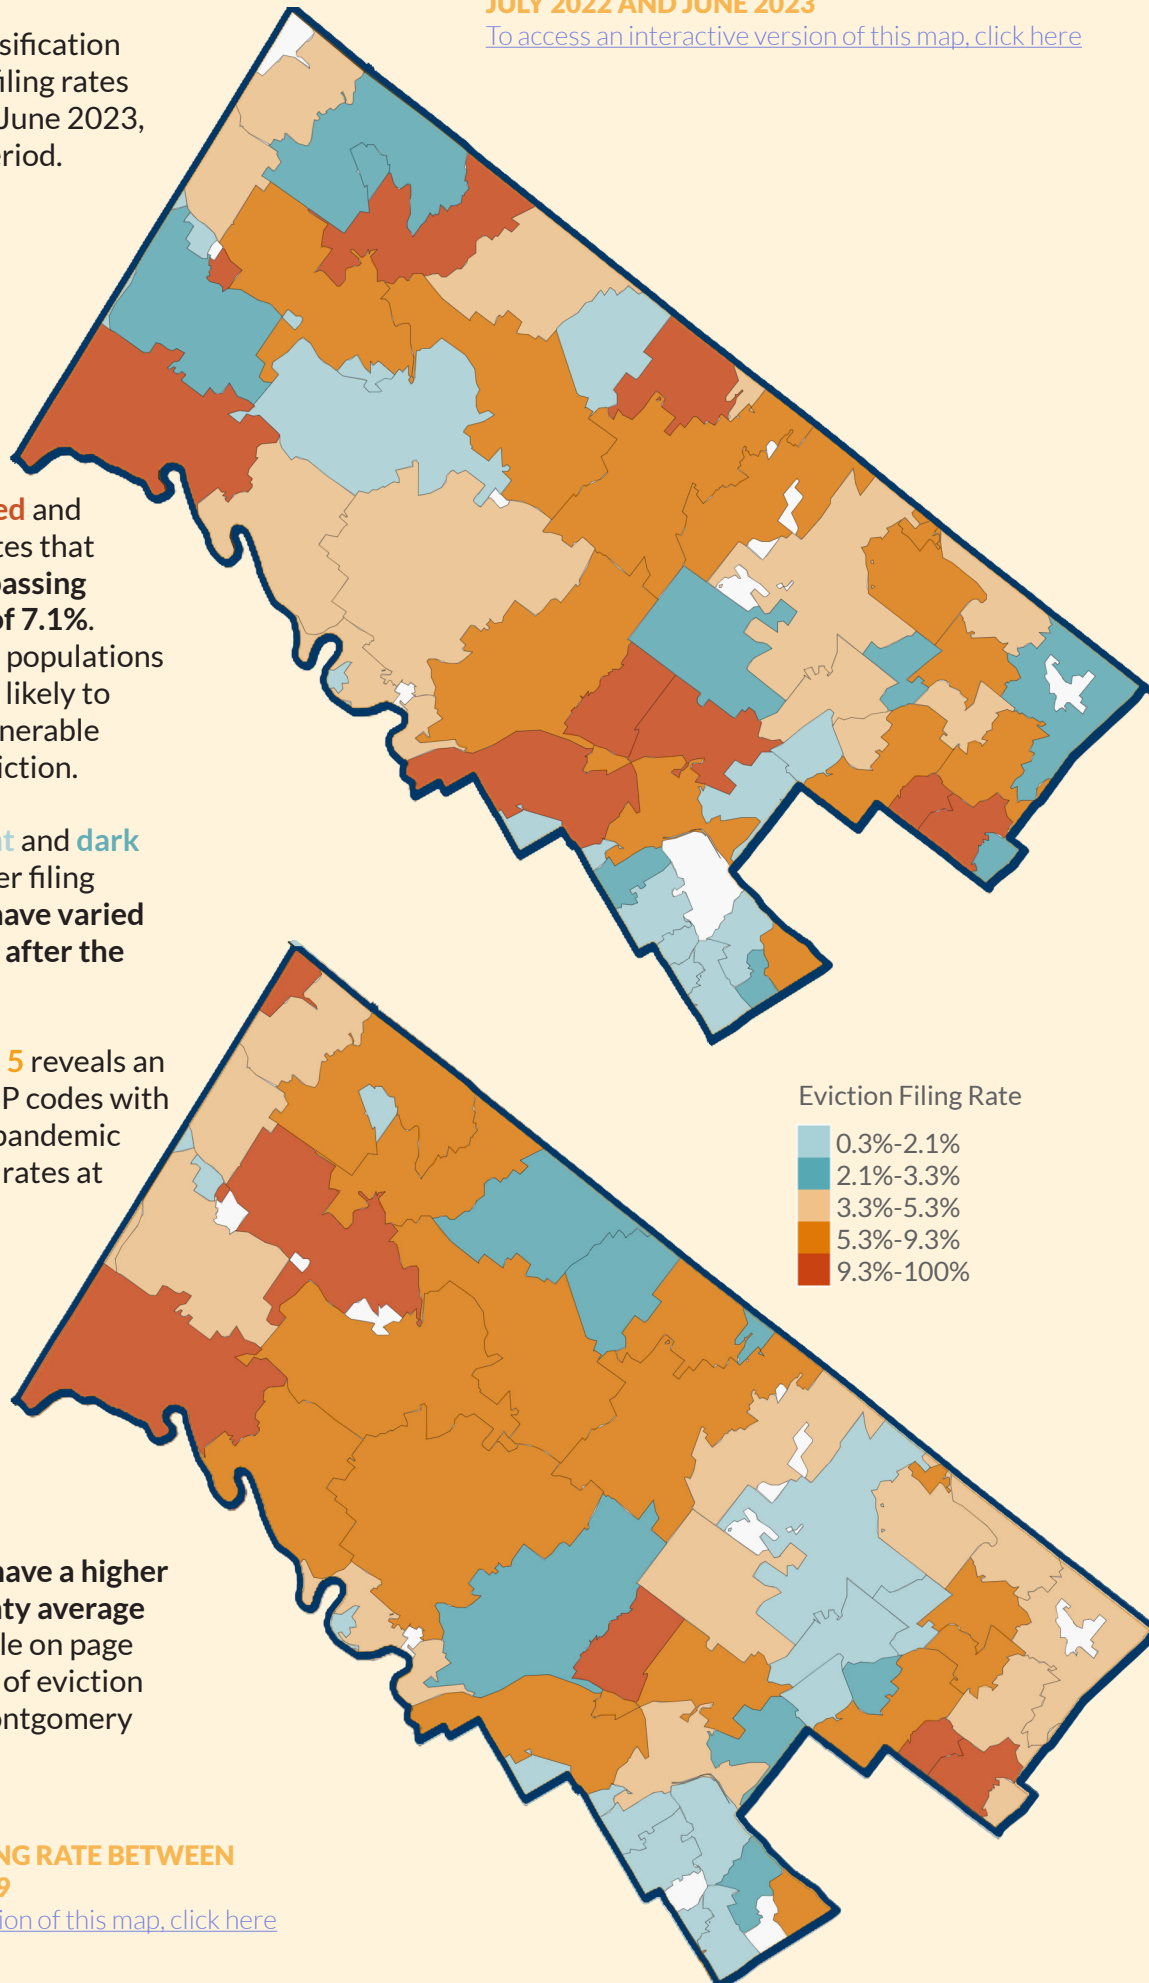 JULY 2022 AND JUNE 2023
To access an interactive version of this map, click here
sification
filing rates
June 2023,
eriod.
ed and
tes that
passing
of 7.1%.
populations
likely to
nerable
iction.
t and dark
er filing
have varied
after the
5 reveals an
P codes with
pandemic
rates at
Eviction Filing Rate
0.3%-2.1%
2.1%-3.3%
3.3%-5.3%
5.3%-9.3%
9.3%-100%
have a higher
nty average
le on page
of eviction
ontgomery
NG RATE BETWEEN
9
ion of this map, click here